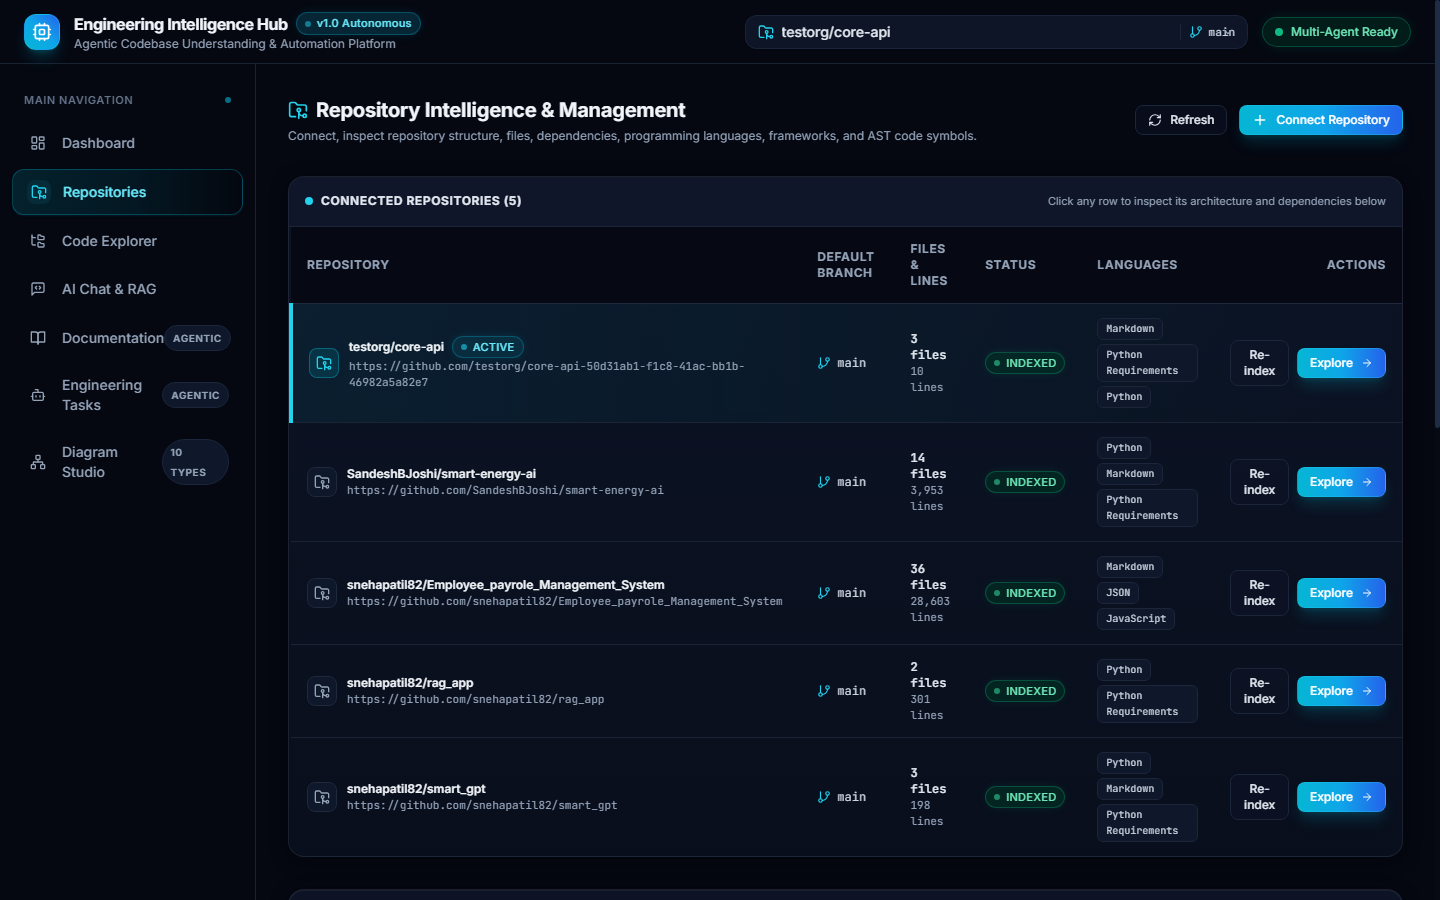 Engineering Intelligence Hub
v1.0 Autonomous
Agentic Codebase Understanding & Automation Platform
testorg/core-api
main
Multi-Agent Ready
MAIN NAVIGATION
Dashboard
Repositories
Code Explorer
AI Chat & RAG
Documentation
AGENTIC
Engineering
Tasks
AGENTIC
Diagram
Studio
10
TYPES
Repository Intelligence & Management
Connect, inspect repository structure, files, dependencies, programming languages, frameworks, and AST code symbols.
Refresh
Connect Repository
CONNECTED REPOSITORIES (5)
Click any row to inspect its architecture and dependencies below
REPOSITORY
DEFAULT
BRANCH
FILES
&
LINES
STATUS
LANGUAGES
ACTIONS
testorg/core-api
ACTIVE
https://github.com/testorg/core-api-50d31ab1-f1c8-41ac-bb1b-
46982a5a82e7
main
3
files
10
lines
INDEXED
Markdown
Python
Requirements
Python
Re-
index
Explore
SandeshBJoshi/smart-energy-ai
https://github.com/SandeshBJoshi/smart-energy-ai
main
14
files
3,953
lines
INDEXED
Python
Markdown
Python
Requirements
Re-
index
Explore
snehapatil82/Employee_payrole_Management_System
https://github.com/snehapatil82/Employee_payrole_Management_System
main
36
files
28,603
lines
INDEXED
Markdown
JSON
JavaScript
Re-
index
Explore
snehapatil82/rag_app
https://github.com/snehapatil82/rag_app
main
2
files
301
lines
INDEXED
Python
Python
Requirements
Re-
index
Explore
snehapatil82/smart_gpt
https://github.com/snehapatil82/smart_gpt
main
3
files
198
lines
INDEXED
Python
Markdown
Python
Requirements
Re-
index
Explore